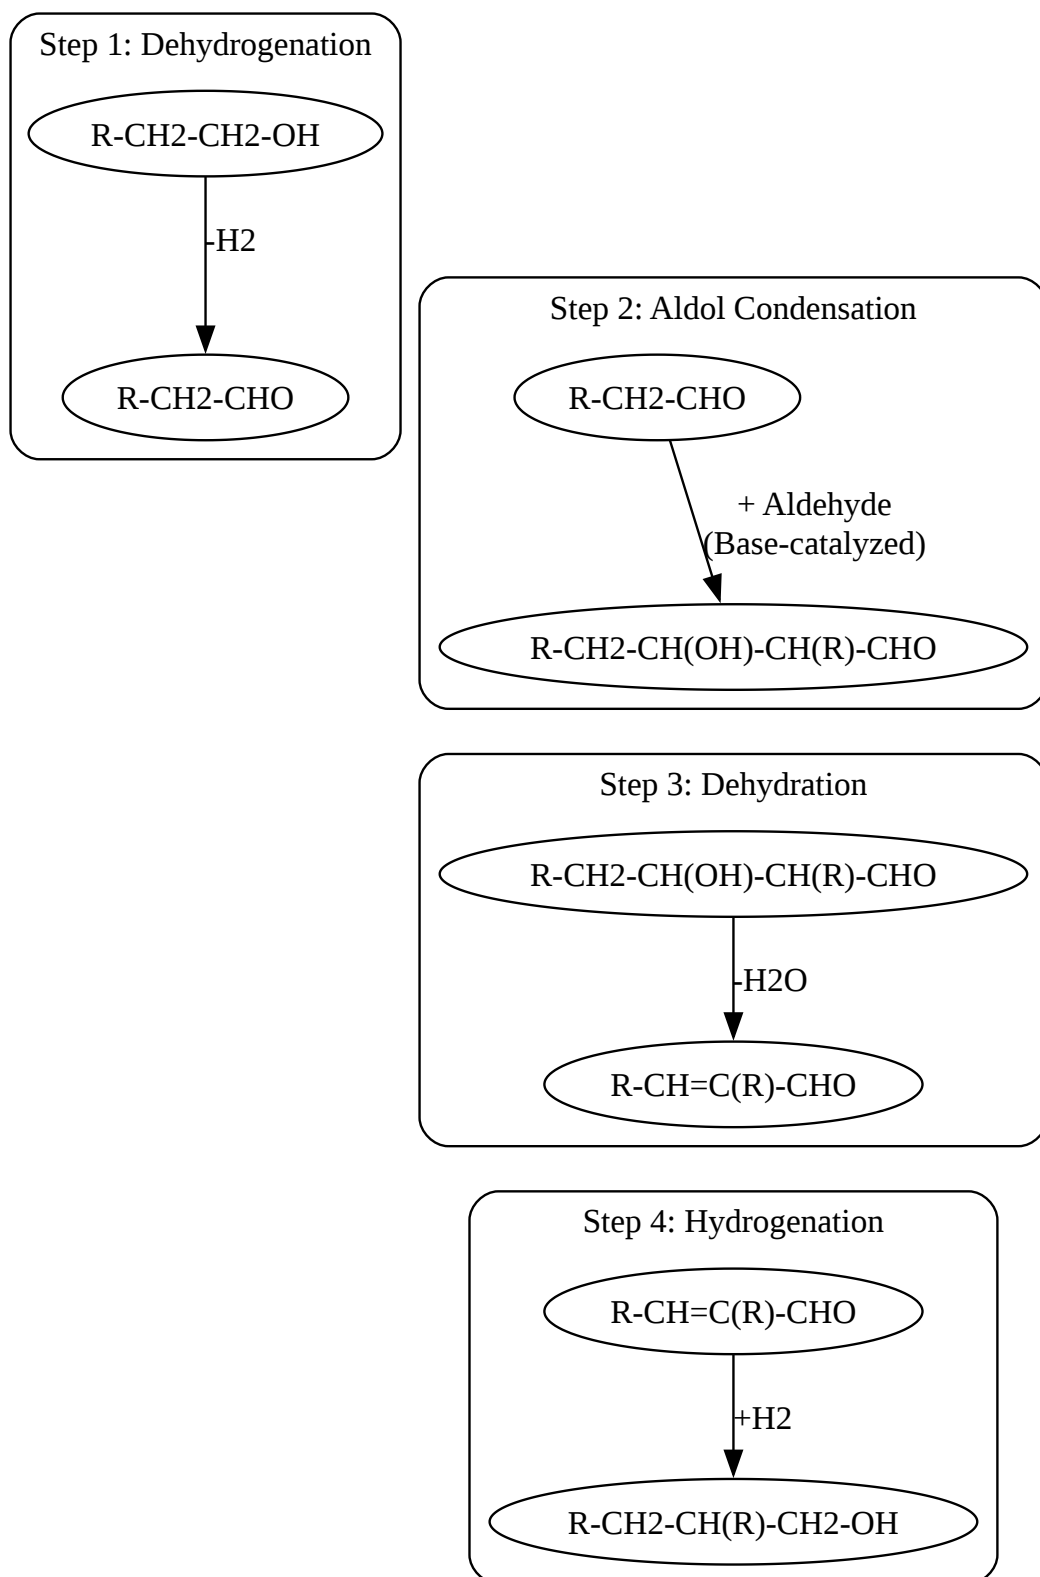 Step 1: Dehydrogenation
R-CH2-CH2-OH
-H2
R-CH2-CHO
Step 2: Aldol Condensation
R-CH2-CHO
+ Aldehyde
(Base-catalyzed)
R-CH2-CH(OH)-CH(R)-CHO
Step 3: Dehydration
R-CH2-CH(OH)-CH(R)-CHO
-H2O
R-CH=C(R)-CHO
Step 4: Hydrogenation
R-CH=C(R)-CHO
+H2
R-CH2-CH(R)-CH2-OH